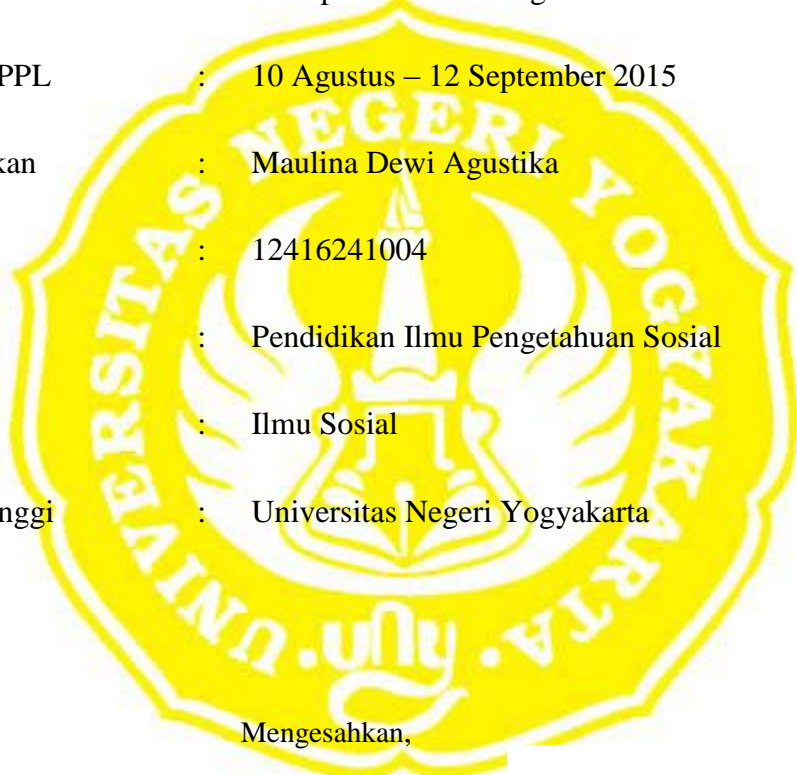 PPL : 10 Agustus – 12 September 2015
kan : Maulina Dewi Agustika
: 12416241004
: Pendidikan Ilmu Pengetahuan Sosial
: Ilmu Sosial
nggi : Universitas Negeri Yogyakarta
Mengesahkan,
UNIVERSITAS NEGERI YOGYAKARTA
uny